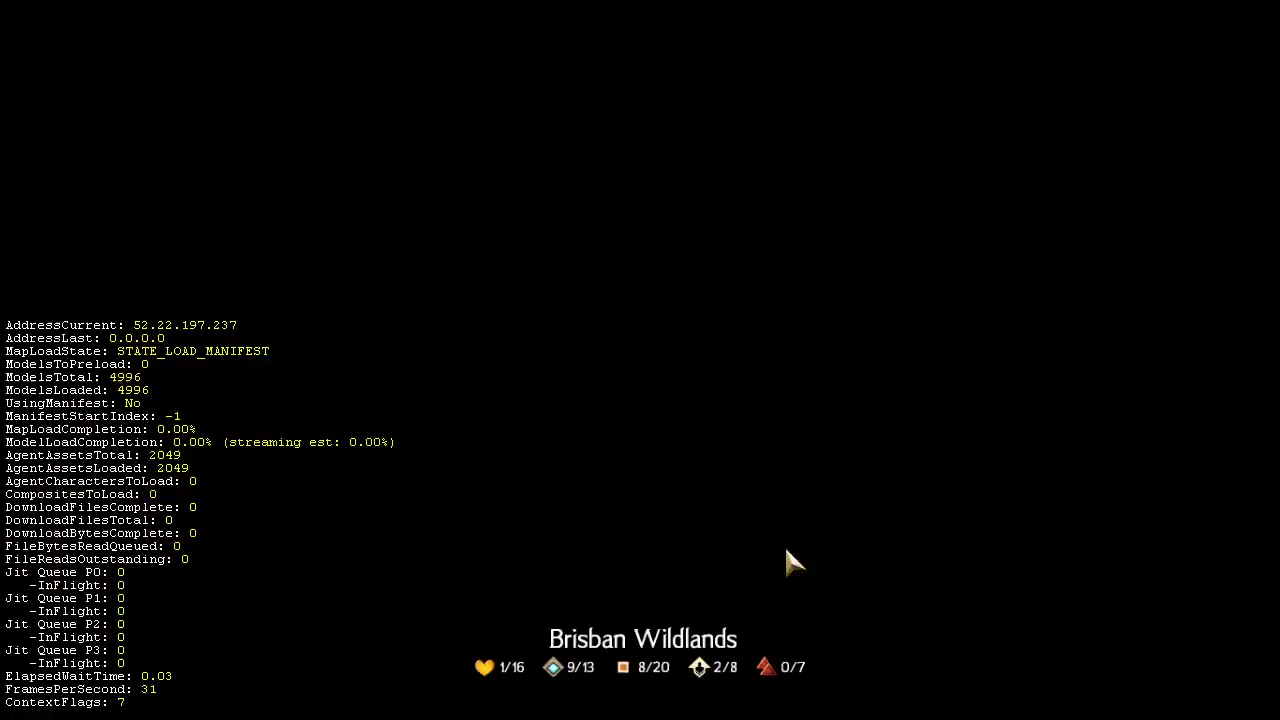 AddressCurrent: 52.22.197.237
AddressLast: 0.0.0.0
MapLoadState: STATE_LOAD_MANIFEST
ModelsToPreload: 0
ModelsTotal: 4996
ModelsLoaded: 4996
UsingManifest: No
ManifestStartIndex: -1
MapLoadCompletion: 0.00%
ModelLoadCompletion: 0.00% (streaming est: 0.00%)
AgentAssetsTotal: 2049
AgentAssetsLoaded: 2049
AgentCharactersToLoad: 0
CompositesToLoad: 0
DownloadFilesComplete: 0
DownloadFilesTotal: 0
DownloadBytesComplete: 0
FileBytesReadQueued: 0
FileReadsOutstanding: 0
Jit Queue P0: 0
-InFlight: 0
Jit Queue P1: 0
-InFlight: 0
Jit Queue P2: 0
-InFlight: 0
Jit Queue P3: 0
-InFlight: 0
ElapsedWaitTime: 0.03
FramesPerSecond: 31
ContextFlags: 7
Brisban Wildlands
1/16 9/13 8/20 2/8 0/7